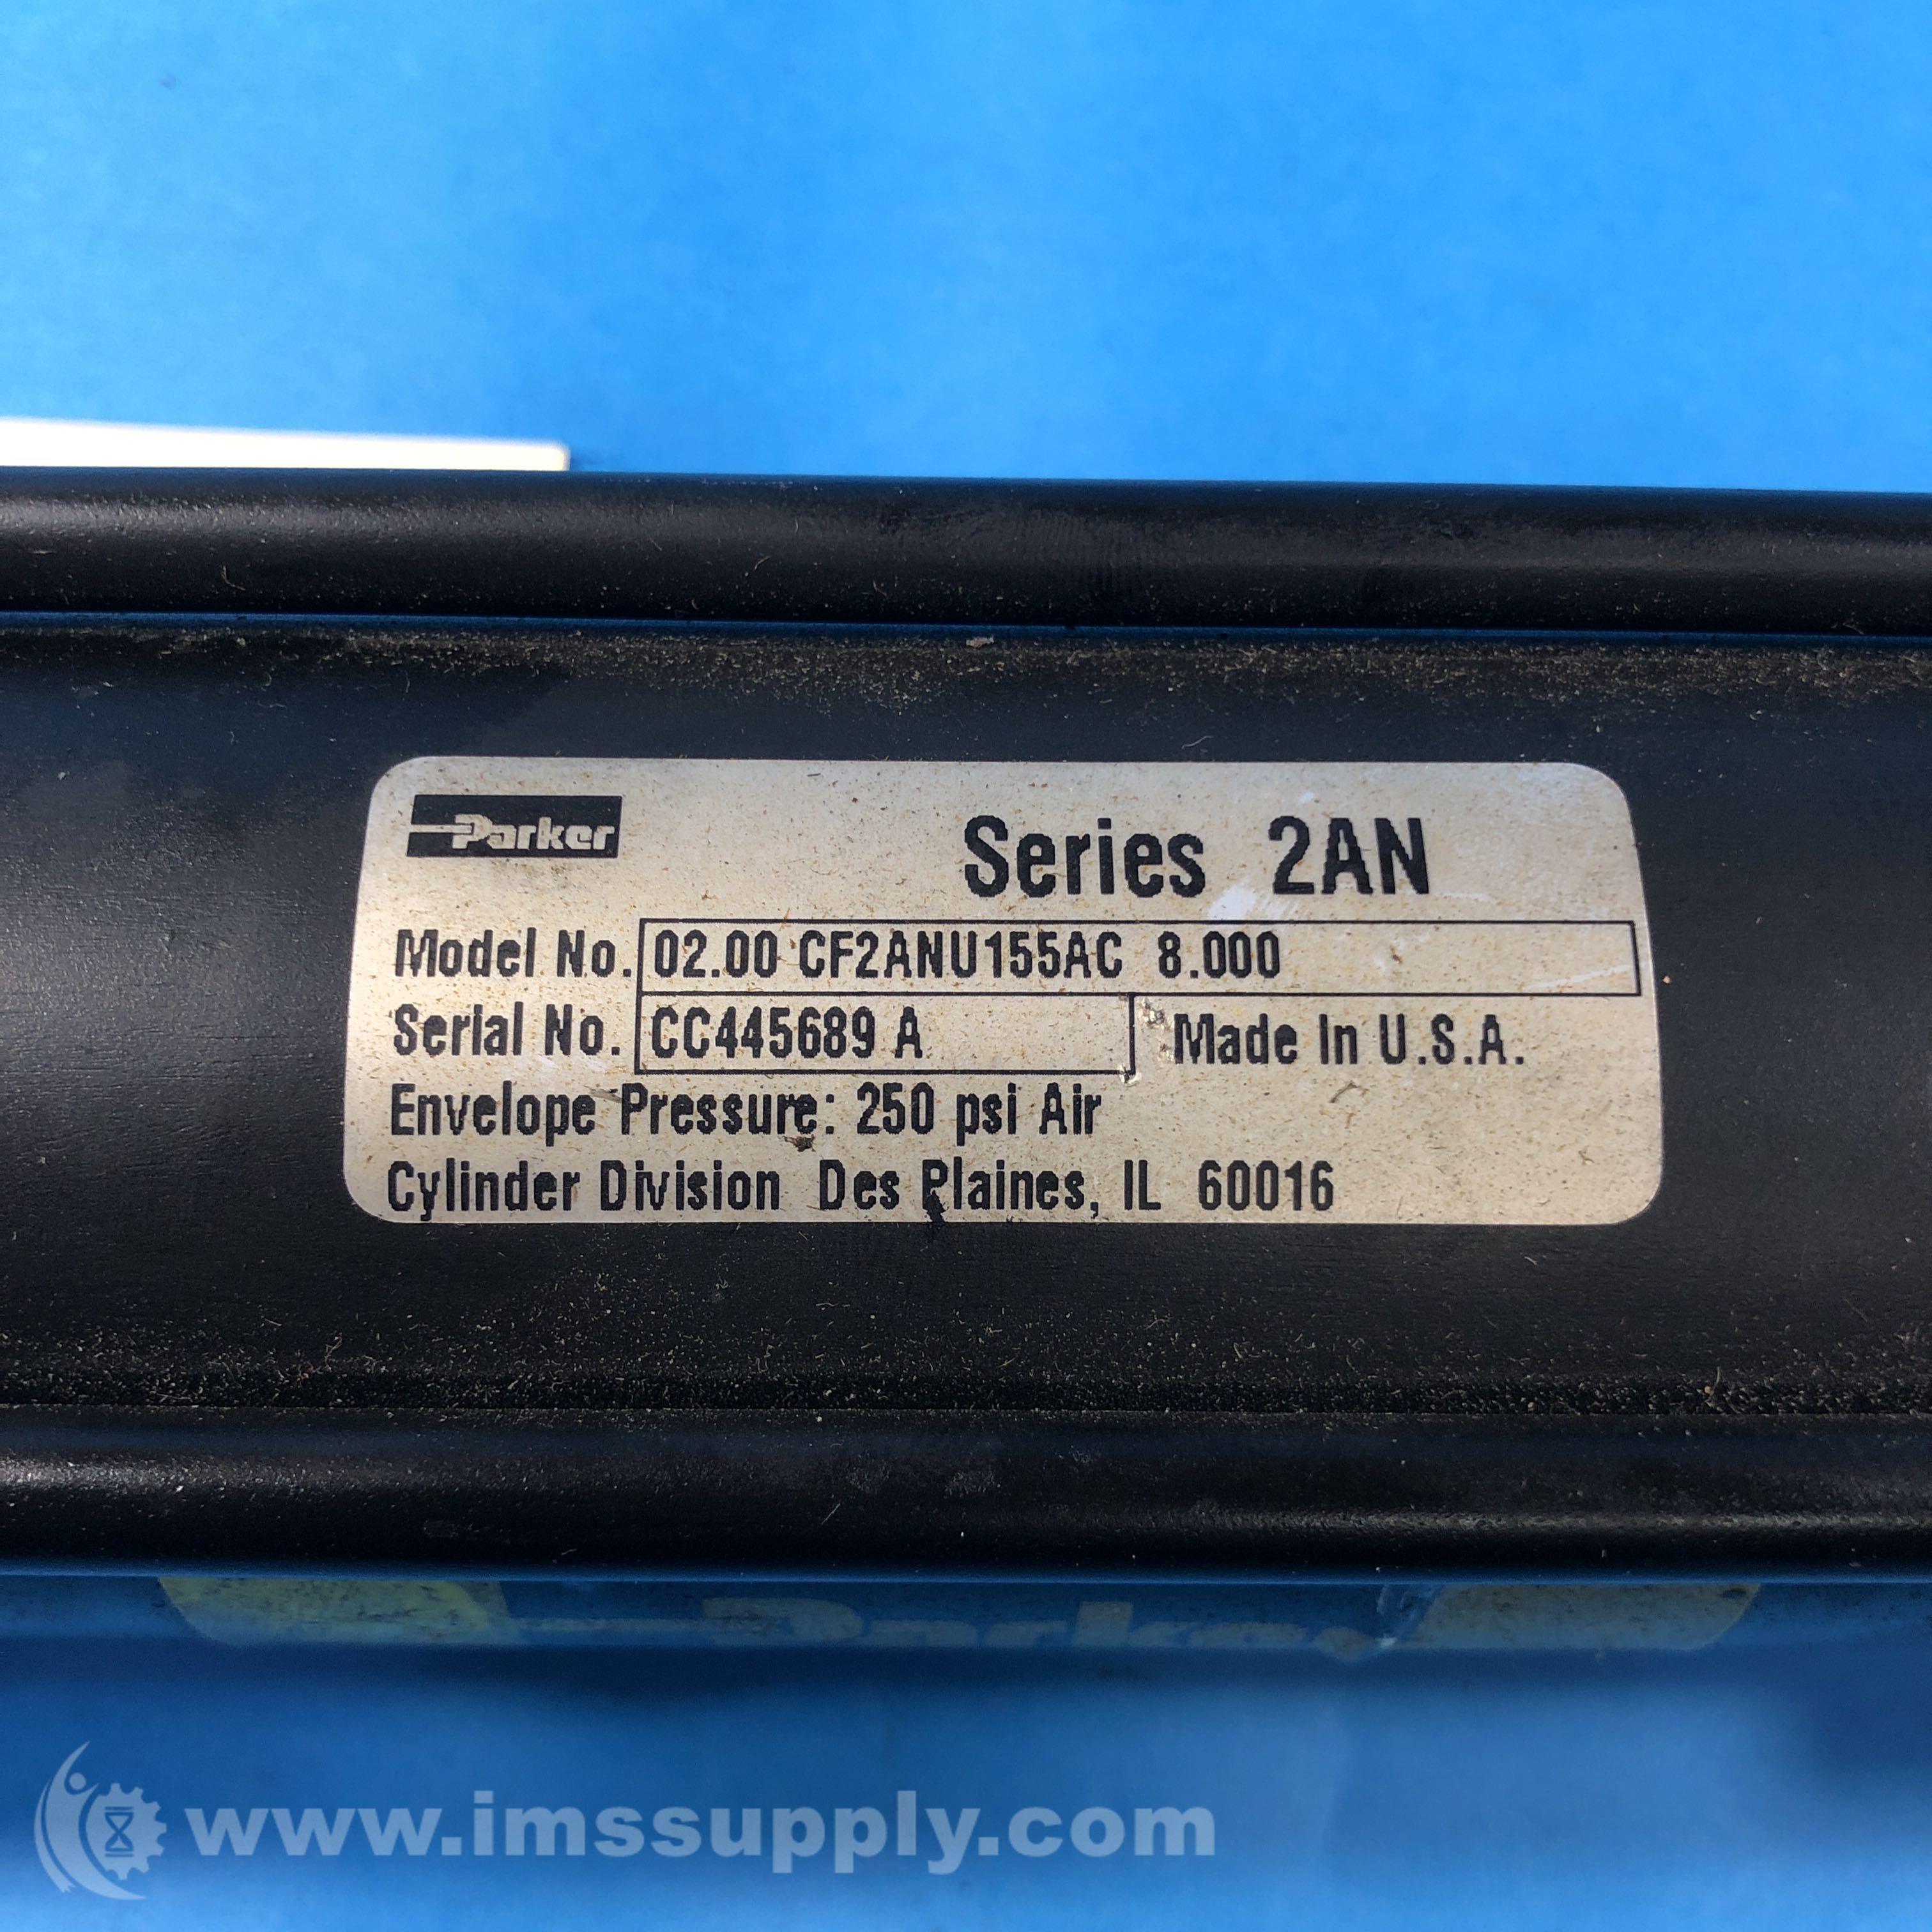 Parker
Series 2AN
Model No. 02.00 CF2ANU155AC 8.000
Serial No. CC445689 A Made In U.S.A.
Envelope Pressure: 250 psi Air
Cylinder Division Des Plaines, IL 60016
Parker
www.imssupply.com